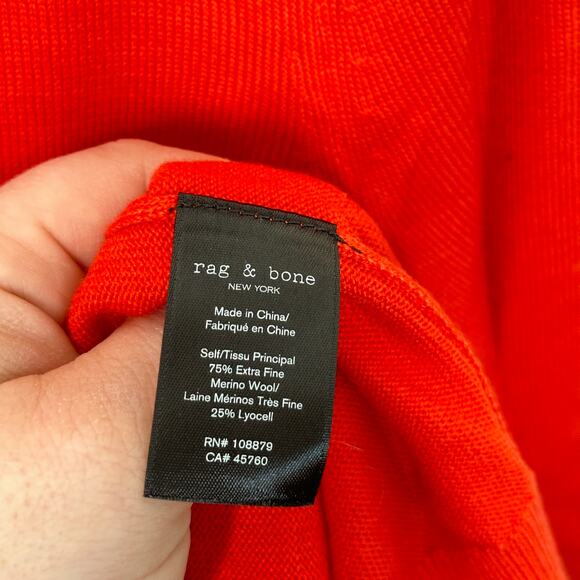 rag & bone
NEW YORK
Made in China/
Fabriqué en Chine
Self/Tissu Principal
75% Extra Fine
Merino Wool/
Laine Mérinos Très Fine
25% Lyocell
RN# 108879
CA# 45760